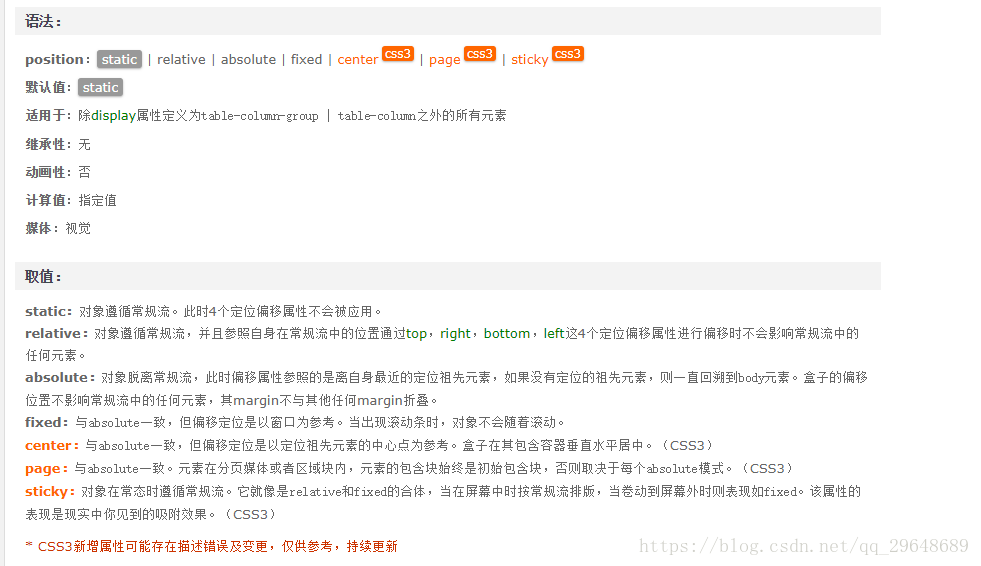 语法：
position：static | relative | absolute | fixed | center css3 | page css3 | sticky css3
默认值：static
适用于：除display属性定义为table-column-group | table-column之外的所有元素
继承性：无
动画性：否
计算值：指定值
媒体：视觉
取值：
static：对象遵循常规流。此时4个定位偏移属性不会被应用。
relative：对象遵循常规流，并且参照自身在常规流中的位置通过top，right，bottom，left这4个定位偏移属性进行偏移时不会影响常规流中的
任何元素。
absolute：对象脱离常规流，此时偏移属性参照的是离自身最近的定位祖先元素，如果没有定位的祖先元素，则一直回溯到body元素。盒子的偏移
位置不影响常规流中的任何元素，其margin不与其他任何margin折叠。
fixed：与absolute一致，但偏移定位是以窗口为参考。当出现滚动条时，对象不会随着滚动。
center：与absolute一致，但偏移定位是以定位祖先元素的中心点为参考。盒子在其包含容器垂直水平居中。（CSS3）
page：与absolute一致。元素在分页媒体或者区域块内，元素的包含块始终是初始包含块，否则取决于每个absolute模式。（CSS3）
sticky：对象在常态时遵循常规流。它就像是relative和fixed的合体，当在屏幕中时按常规流排版，当卷动到屏幕外时则表现如fixed。该属性的
表现是现实中你见到的吸附效果。（CSS3）
* CSS3新增属性可能存在描述错误及变更，仅供参考，持续更新
https://blog.csdn.net/qq_29648689